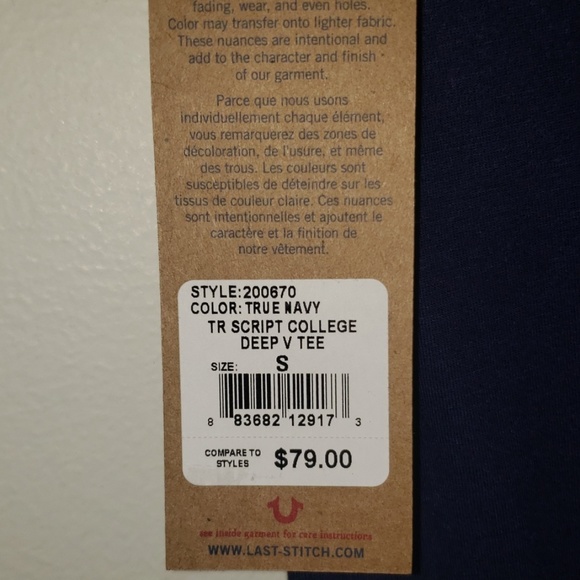 fading, wear, and even holes.
Color may transfer onto lighter fabric.
These nuances are intentional and
add to the character and finish
of our garment.
Parce que nous usons
individuellement chaque élément,
vous remarquerez des zones de
décoloration, de l'usure, et même
des trous. Les couleurs sont
susceptibles de déteindre sur les
tissus de couleur claire. Ces nuances
sont intentionnelles et ajoutent le
caractère et la finition de
notre vêtement.
STYLE:200670
COLOR: TRUE NAVY
TR SCRIPT COLLEGE
DEEP V TEE
SIZE: S
8 83682 12917 3
COMPARE TO
STYLES $79.00
see inside garment for care instructions
WWW.LAST-STITCH.COM